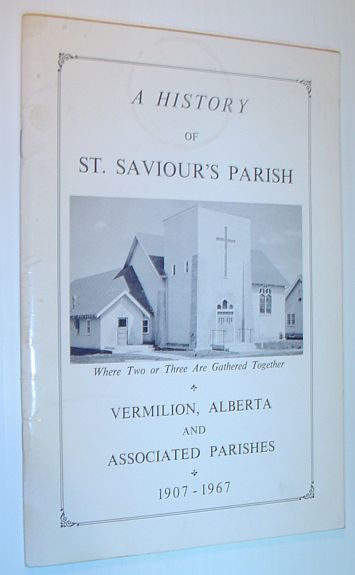 A HISTORY
OF
ST. SAVIOUR'S PARISH
Where Two or Three Are Gathered Together
VERMILION, ALBERTA
AND
ASSOCIATED PARISHES
1907 - 1967